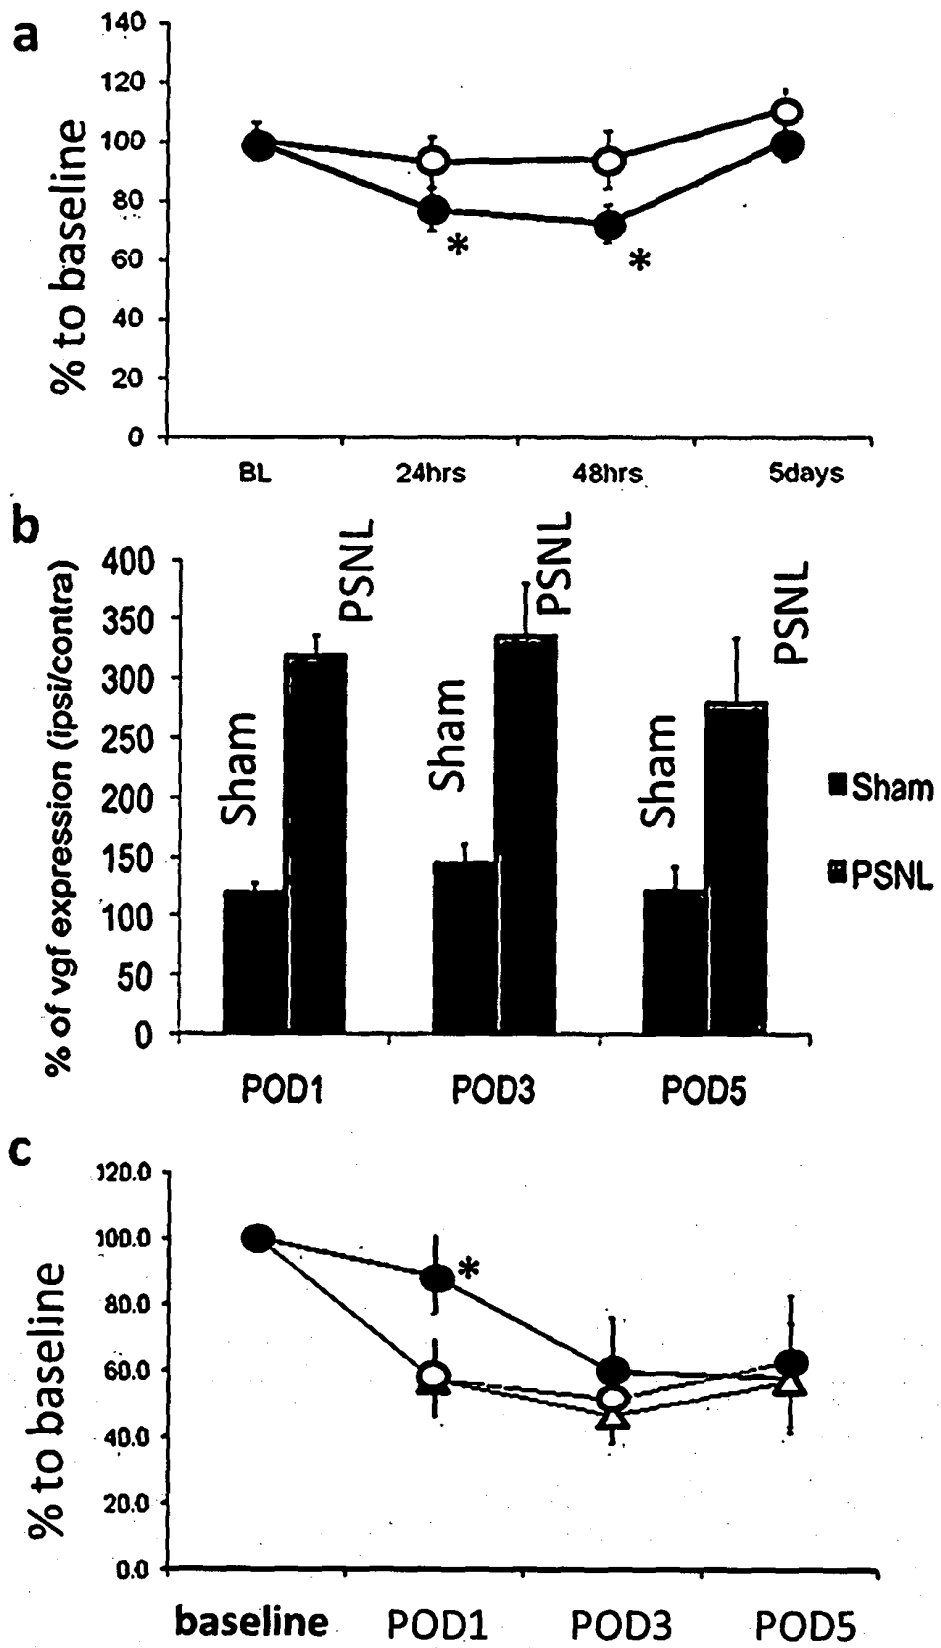 a
% to baseline
140
120
100
80
60
40
20
0
*
*
BL 24hrs 48hrs 5days
b
% of vgf expression (ipsi/contra)
400
350
300
250
200
150
100
50
0
Sham PSNL Sham PSNL Sham PSNL
Sham
PSNL
POD1 POD3 POD5
c
% to baseline
120.0
100.0
80.0
60.0
40.0
20.0
0.0
*
baseline POD1 POD3 POD5